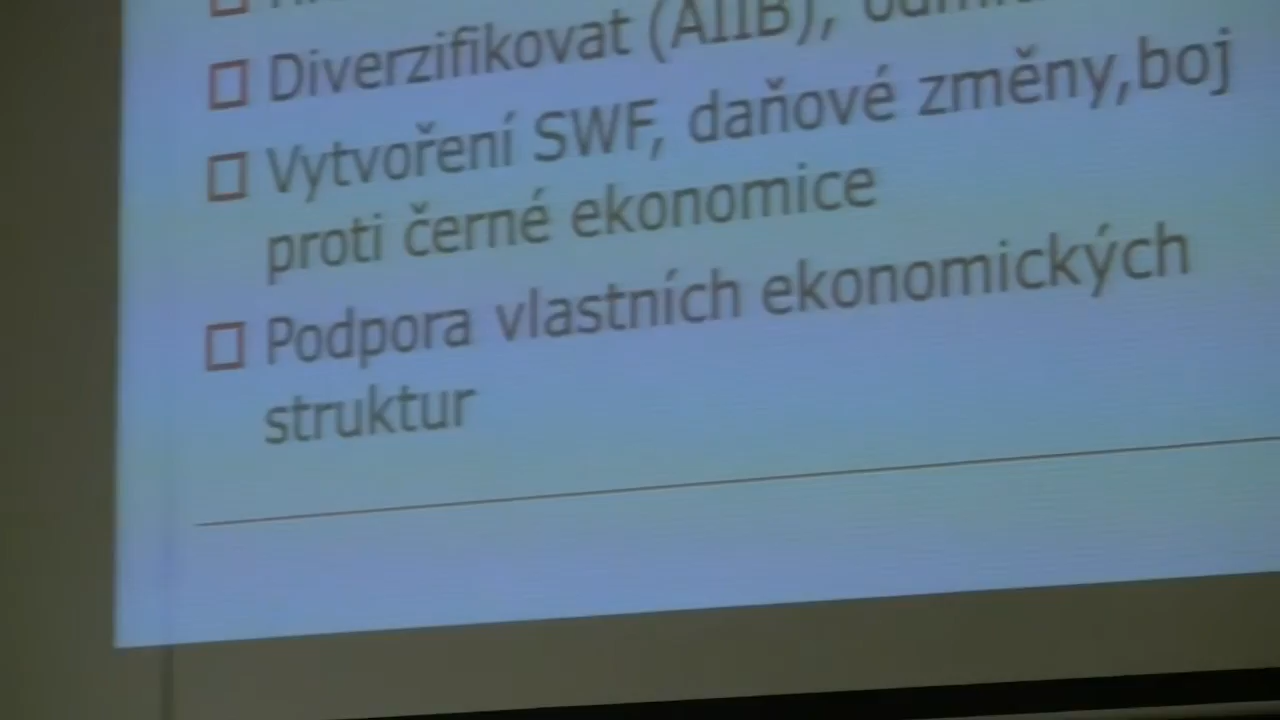 Diverzifikovat (AIIB),
Vytvoření SWF, daňové změny,boj
proti černé ekonomice
Podpora vlastních ekonomických
struktur